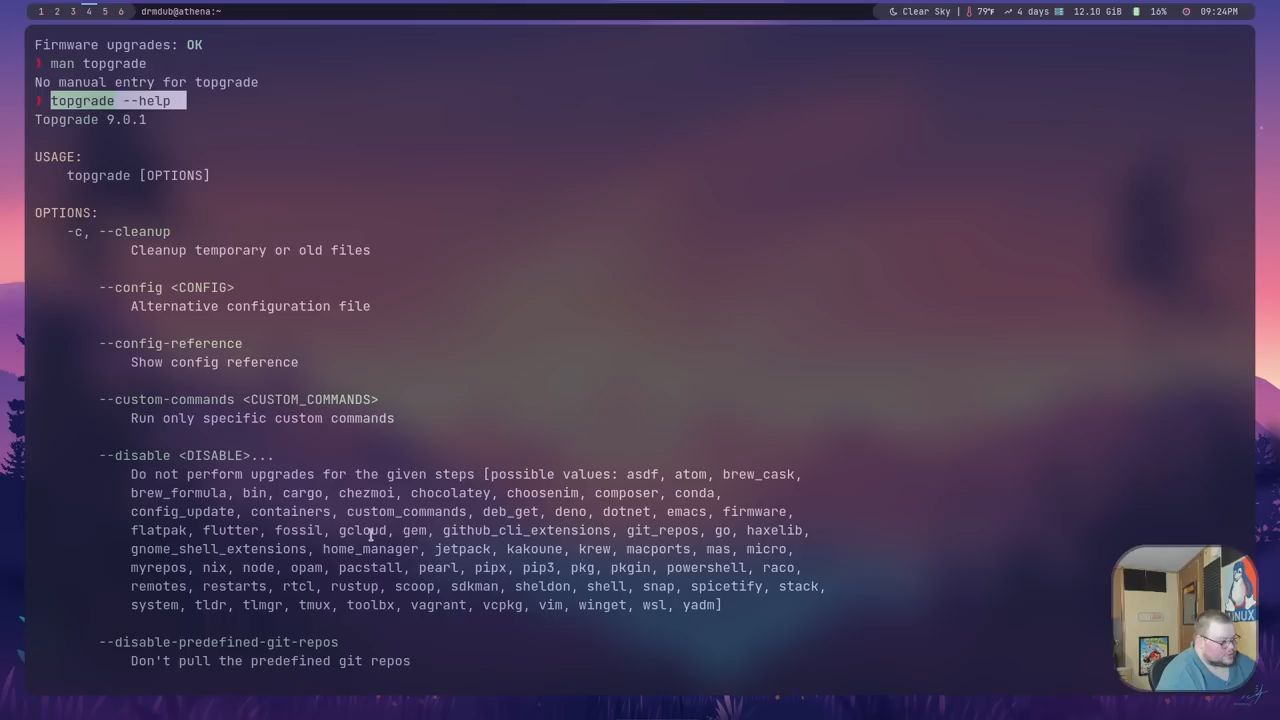 1 2 3 4 5 6 drmdub@athena:~ Clear Sky | 79°F 4 days 12.10 GiB 16% 09:24PM
Firmware upgrades: OK
man topgrade
No manual entry for topgrade
topgrade --help
Topgrade 9.0.1
USAGE:
topgrade [OPTIONS]
OPTIONS:
-c, --cleanup
Cleanup temporary or old files
--config <CONFIG>
Alternative configuration file
--config-reference
Show config reference
--custom-commands <CUSTOM_COMMANDS>
Run only specific custom commands
--disable <DISABLE>...
Do not perform upgrades for the given steps [possible values: asdf, atom, brew_cask,
brew_formula, bin, cargo, chezmoi, chocolatey, choosenim, composer, conda,
config_update, containers, custom_commands, deb_get, deno, dotnet, emacs, firmware,
flatpak, flutter, fossil, gcloud, gem, github_cli_extensions, git_repos, go, haxelib,
gnome_shell_extensions, home_manager, jetpack, kakoune, krew, macports, mas, micro,
myrepos, nix, node, opam, pacstall, pearl, pipx, pip3, pkg, pkgin, powershell, raco,
remotes, restarts, rtcl, rustup, scoop, sdkman, sheldon, shell, snap, spicetify, stack,
system, tldr, tlmgr, tmux, toolbx, vagrant, vcpkg, vim, winget, wsl, yadm]
--disable-predefined-git-repos
Don't pull the predefined git repos